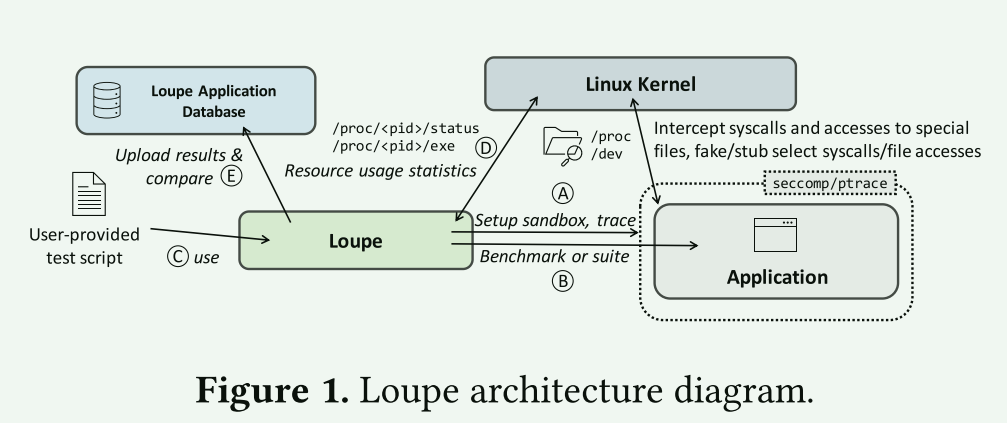 Linux Kernel
Loupe Application
Database
/proc/<pid>/status
/proc/<pid>/exe
D
Resource usage statistics
/proc
/dev
Intercept syscalls and accesses to special
files, fake/stub select syscalls/file accesses
Upload results &
compare E
seccomp/ptrace
A
Setup sandbox, trace
User-provided
test script
C use
Loupe
Benchmark or suite
B
Application
Figure 1. Loupe architecture diagram.